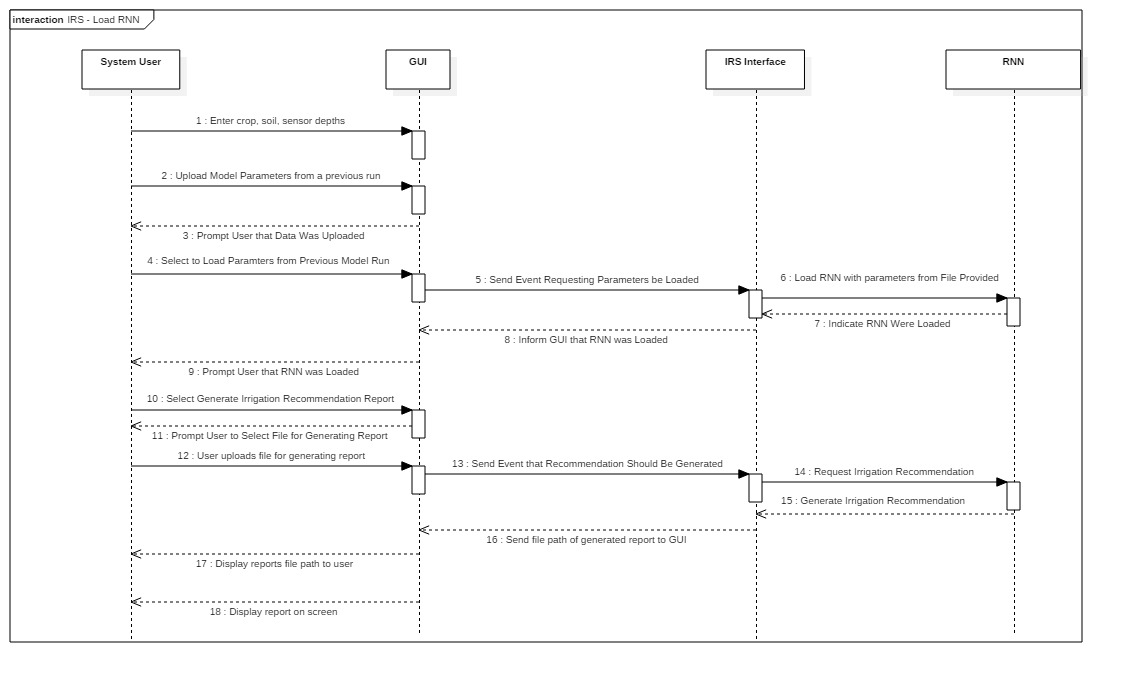 interaction IRS - Load RNN
System User
GUI
IRS Interface
RNN
1 : Enter crop, soil, sensor depths
2 : Upload Model Parameters from a previous run
3 : Prompt User that Data Was Uploaded
4 : Select to Load Paramters from Previous Model Run
5 : Send Event Requesting Parameters be Loaded
6 : Load RNN with parameters from File Provided
7 : Indicate RNN Were Loaded
8 : Inform GUI that RNN was Loaded
9 : Prompt User that RNN was Loaded
10 : Select Generate Irrigation Recommendation Report
11 : Prompt User to Select File for Generating Report
12 : User uploads file for generating report
13 : Send Event that Recommendation Should Be Generated
14 : Request Irrigation Recommendation
15 : Generate Irrigation Recommendation
16 : Send file path of generated report to GUI
17 : Display reports file path to user
18 : Display report on screen